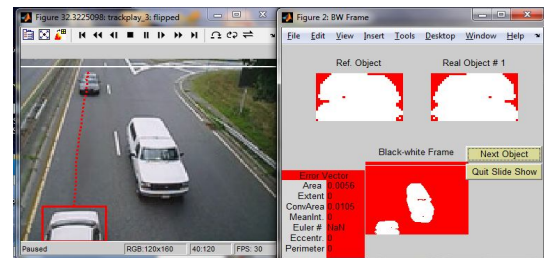 Figure 32.3225098: trackplay_3: flipped
Paused
RGB:120x160
40:120
FPS: 30
Figure 2: BW Frame
File Edit View Insert Tools Desktop Window Help
Ref. Object
Real Object # 1
Black-white Frame
Next Object
Quit Slide Show
Error Vector
Area 0.0056
Extent 0
ConvArea 0.0105
MeanInt. 0
Euler # NaN
Eccentr. 0
Perimeter 0